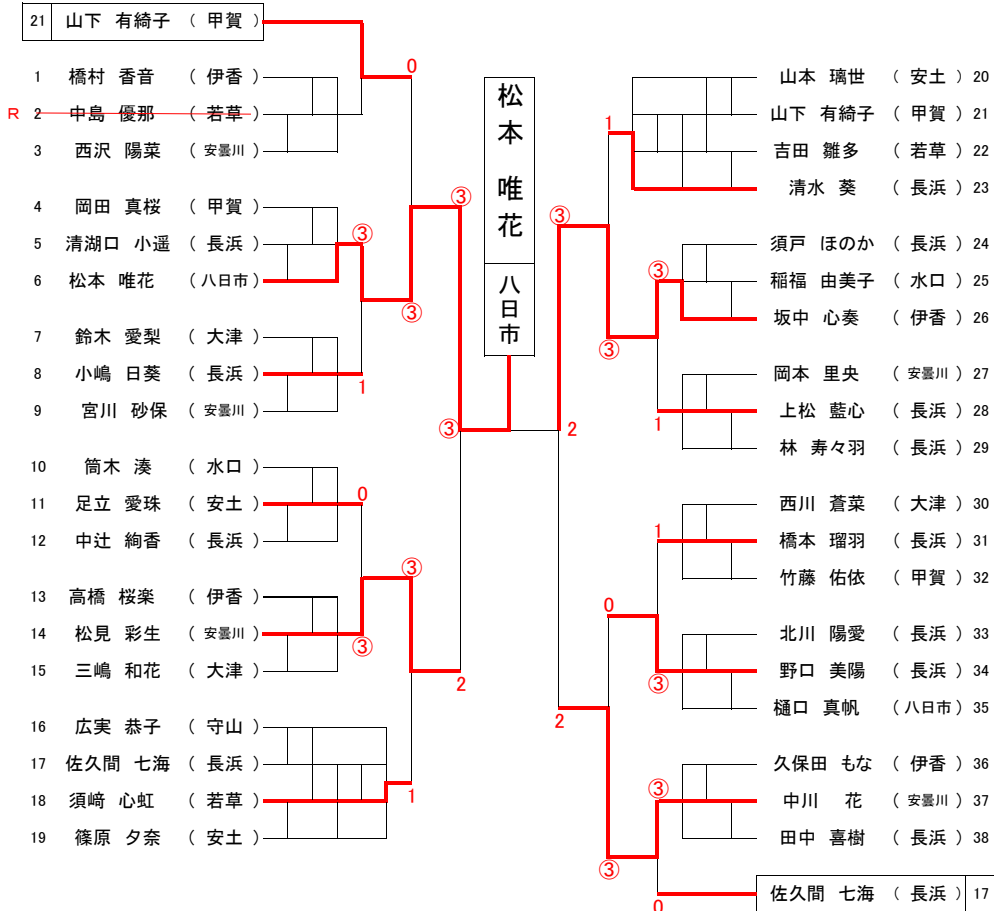 21 山下 有綺子 ( 甲賀 )
0
1 橋村 香音 ( 伊香 )
R 2 中島 優那 ( 若草 )
3 西沢 陽菜 ( 安曇川 )
4 岡田 真桜 ( 甲賀 )
5 清湖口 小遥 ( 長浜 )
6 松本 唯花 ( 八日市 )
③
③
③
7 鈴木 愛梨 ( 大津 )
8 小嶋 日葵 ( 長浜 )
9 宮川 砂保 ( 安曇川 )
1
③
10 筒木 湊 ( 水口 )
11 足立 愛珠 ( 安土 )
12 中辻 絢香 ( 長浜 )
0
13 高橋 桜楽 ( 伊香 )
14 松見 彩生 ( 安曇川 )
15 三嶋 和花 ( 大津 )
③
③
2
16 広実 恭子 ( 守山 )
17 佐久間 七海 ( 長浜 )
18 須﨑 心虹 ( 若草 )
19 篠原 夕奈 ( 安土 )
1
松本 唯花
八日市
山本 璃世 ( 安土 ) 20
山下 有綺子 ( 甲賀 ) 21
吉田 雛多 ( 若草 ) 22
清水 葵 ( 長浜 ) 23
1
③
須戸 ほのか ( 長浜 ) 24
稲福 由美子 ( 水口 ) 25
坂中 心奏 ( 伊香 ) 26
③
③
岡本 里央 ( 安曇川 ) 27
上松 藍心 ( 長浜 ) 28
林 寿々羽 ( 長浜 ) 29
1
2
西川 蒼菜 ( 大津 ) 30
橋本 瑠羽 ( 長浜 ) 31
竹藤 佑依 ( 甲賀 ) 32
1
0
北川 陽愛 ( 長浜 ) 33
野口 美陽 ( 長浜 ) 34
樋口 真帆 ( 八日市 ) 35
③
2
久保田 もな ( 伊香 ) 36
中川 花 ( 安曇川 ) 37
田中 喜樹 ( 長浜 ) 38
③
③
佐久間 七海 ( 長浜 ) 17
0